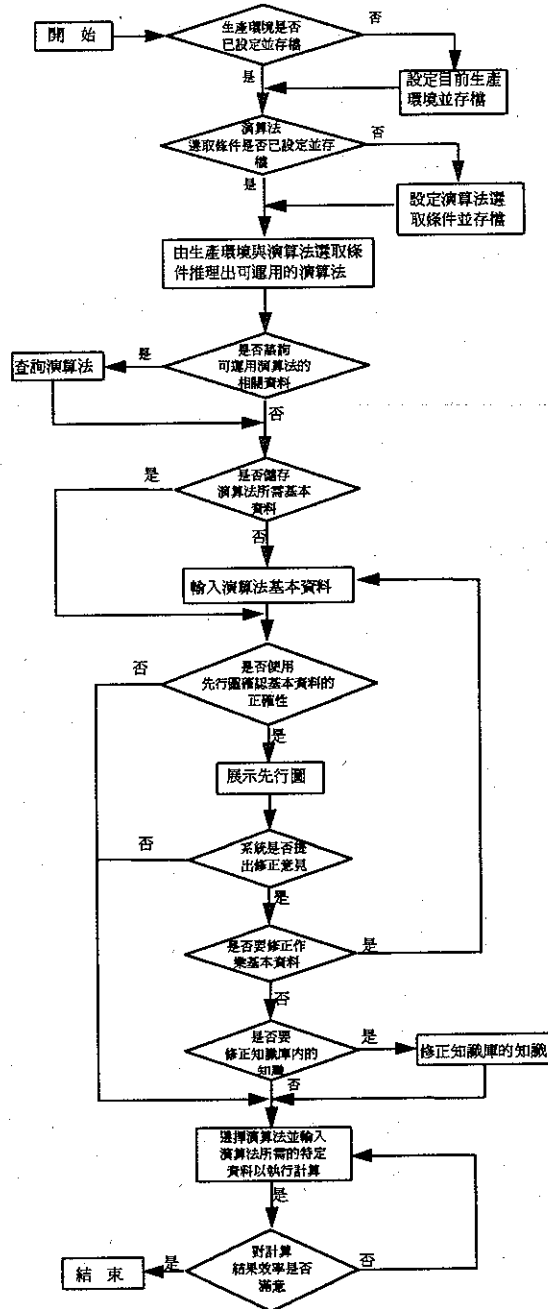 開 始
生產環境是否
已設定並存檔
否
是
設定目前生產
環境並存檔
演算法
選取條件是否已設定並存
檔
否
是
設定演算法選
取條件並存檔
由生產環境與演算法選取條
件推理出可運用的演算法
是否諮詢
可運用演算法的
相關資料
是
查詢演算法
否
是否儲存
演算法所需基本
資料
是
否
輸入演算法基本資料
是否使用
先行圖確認基本資料的
正確性
否
是
展示先行圖
系統是否提
出修正意見
否
是
是否要修正作
業基本資料
是
否
是否要
修正知識庫內的
知識
是
修正知識庫的知識
否
選擇演算法並輸入
演算法所需的特定
資料以執行計算
是
對計算
結果效率是否
滿意
是
否
結 束